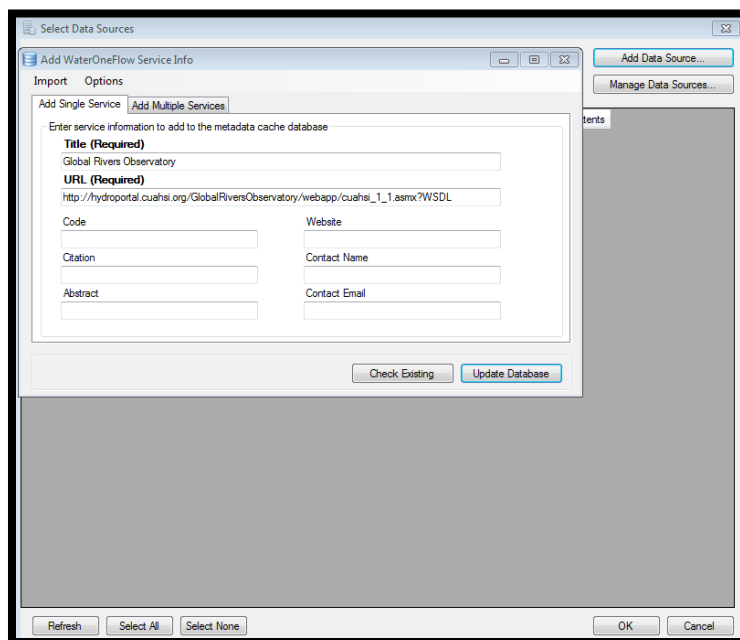 Select Data Sources
Add WaterOneFlow Service Info
Add Data Source...
Import Options
Manage Data Sources...
Add Single Service Add Multiple Services
tents
Enter service information to add to the metadata cache database
Title (Required)
Global Rivers Observatory
URL (Required)
http://hydroportal.cuahsi.org/GlobalRiversObservatory/webapp/cuahsi_1_1.asmx?WSDL
Code Website
Citation Contact Name
Abstract Contact Email
Check Existing Update Database
Refresh Select All Select None OK Cancel